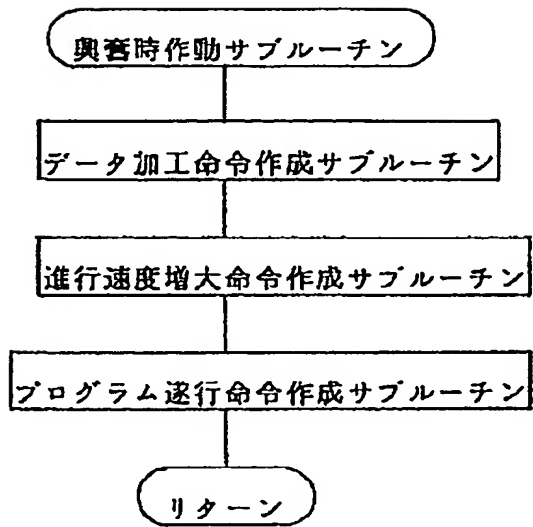 興奮時作動サブルーチン
データ加工命令作成サブルーチン
進行速度増大命令作成サブルーチン
プログラム遂行命令作成サブルーチン
リターン